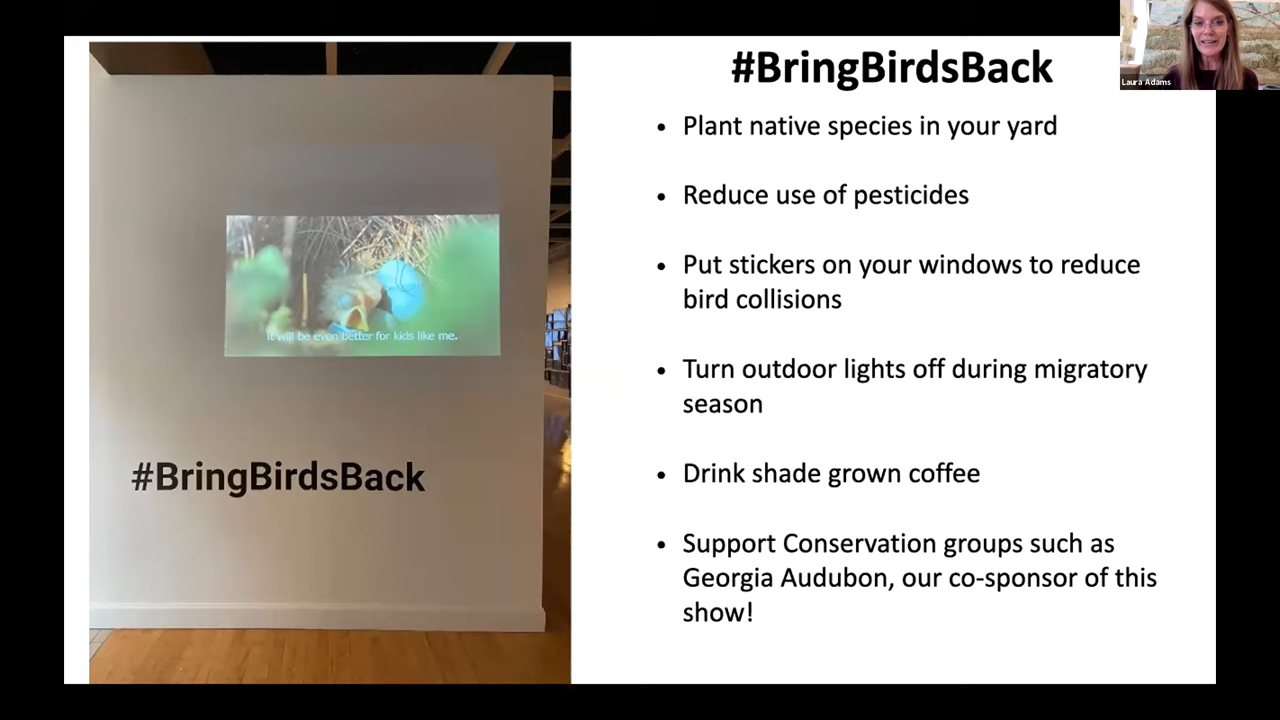 #BringBirdsBack
Laura Adams
• Plant native species in your yard
• Reduce use of pesticides
• Put stickers on your windows to reduce
bird collisions
• Turn outdoor lights off during migratory
season
• Drink shade grown coffee
• Support Conservation groups such as
Georgia Audubon, our co-sponsor of this
show!
it will be even better for kids like me.
#BringBirdsBack